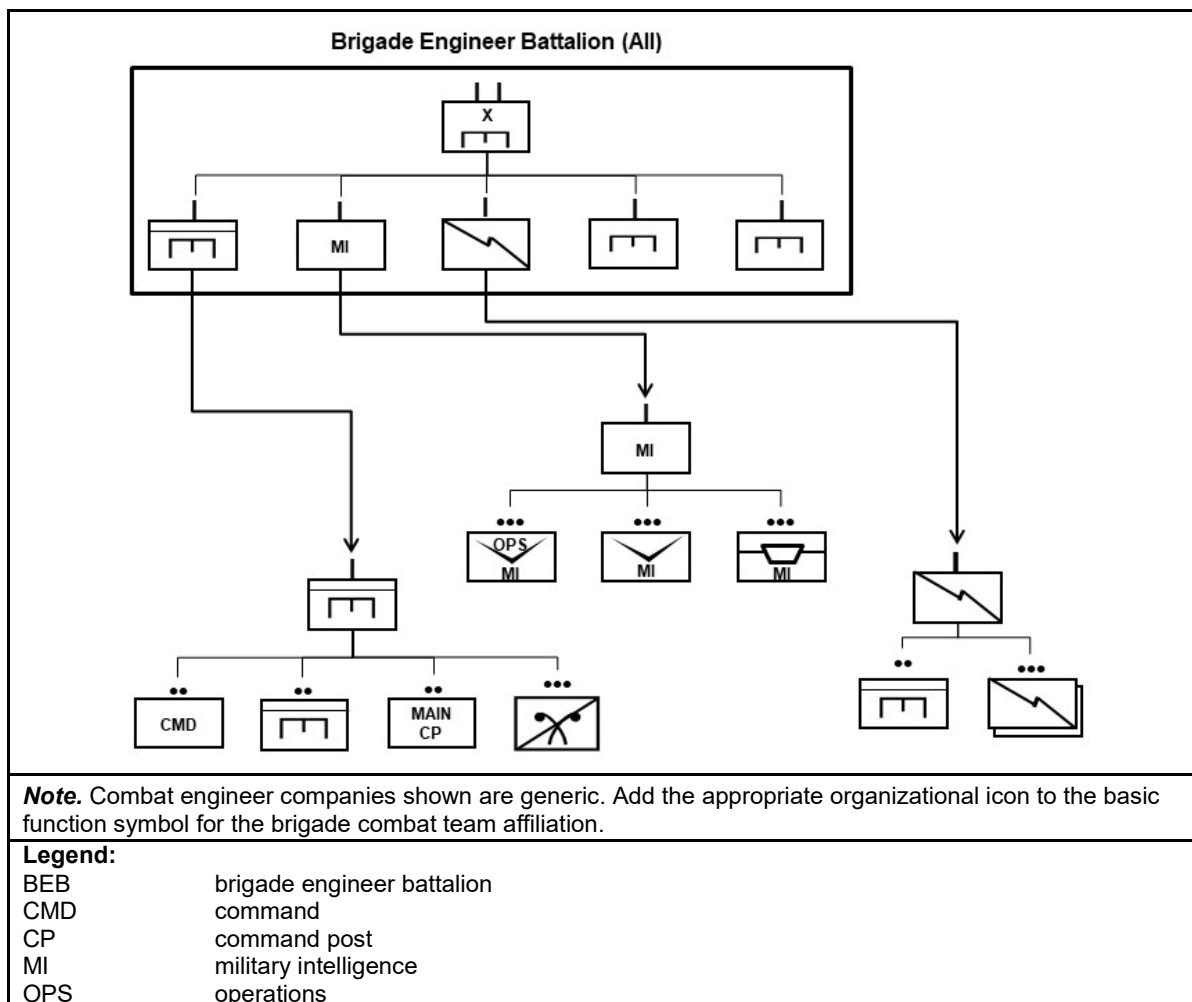 Brigade Engineer Battalion (All)
X
MI
MI
OPS
MI
MI
MI
CMD
MAIN
CP
Note. Combat engineer companies shown are generic. Add the appropriate organizational icon to the basic
function symbol for the brigade combat team affiliation.
Legend:
BEB brigade engineer battalion
CMD command
CP command post
MI military intelligence
OPS operations